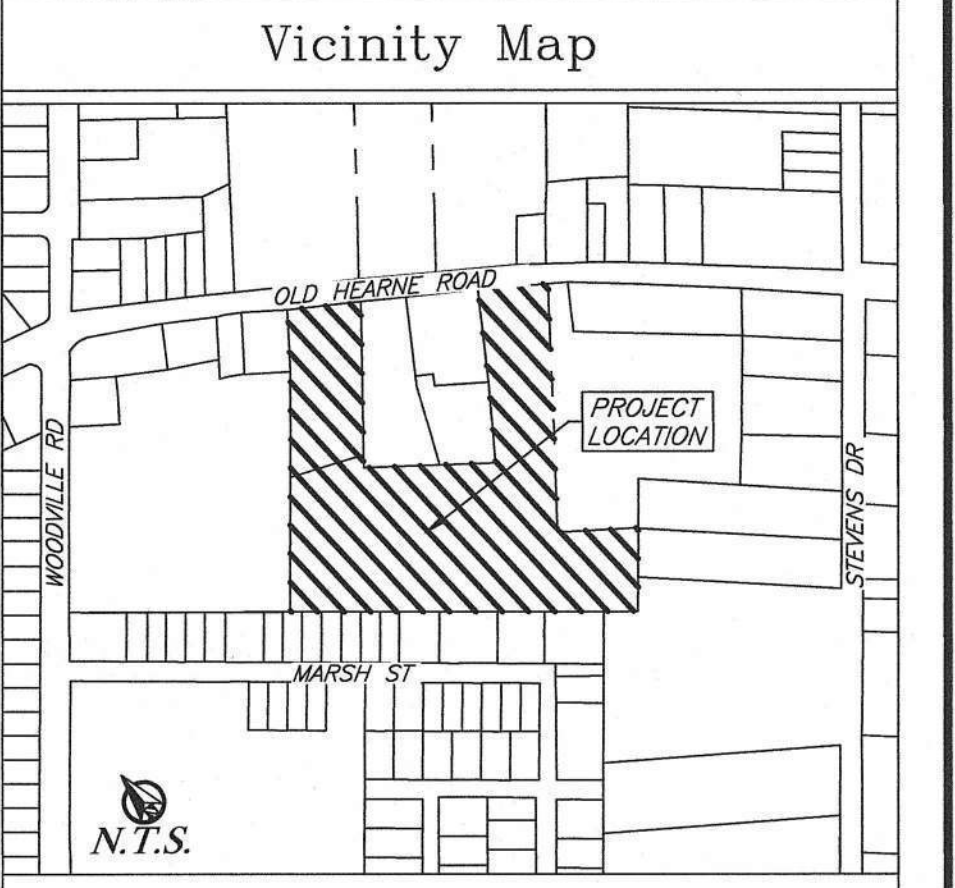 Vicinity Map
OLD HEARNE ROAD
PROJECT
LOCATION
WOODVILLE RD
STEVENS DR
MARSH ST
N.T.S.